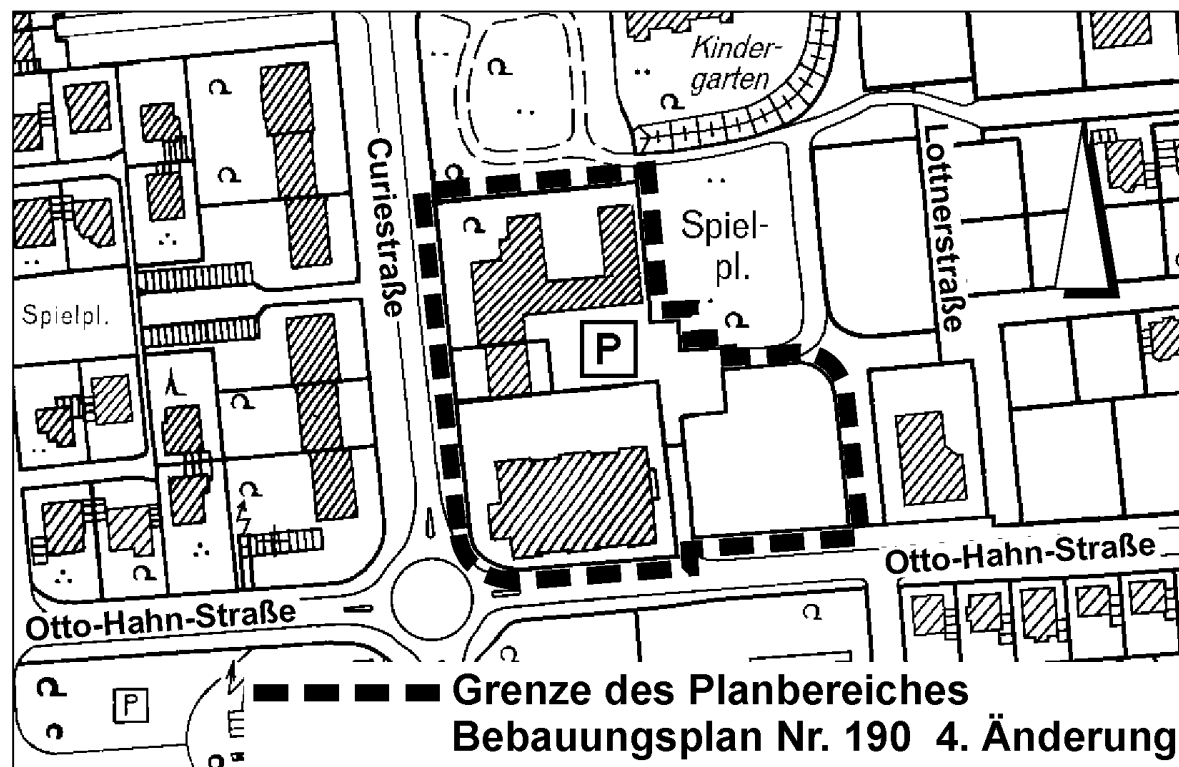 Kinder-
garten
Curiestraße
Lottnerstraße
Spiel-
pl.
Spielpl.
P
Otto-Hahn-Straße
Otto-Hahn-Straße
P
Grenze des Planbereiches
Bebauungsplan Nr. 190 4. Änderung